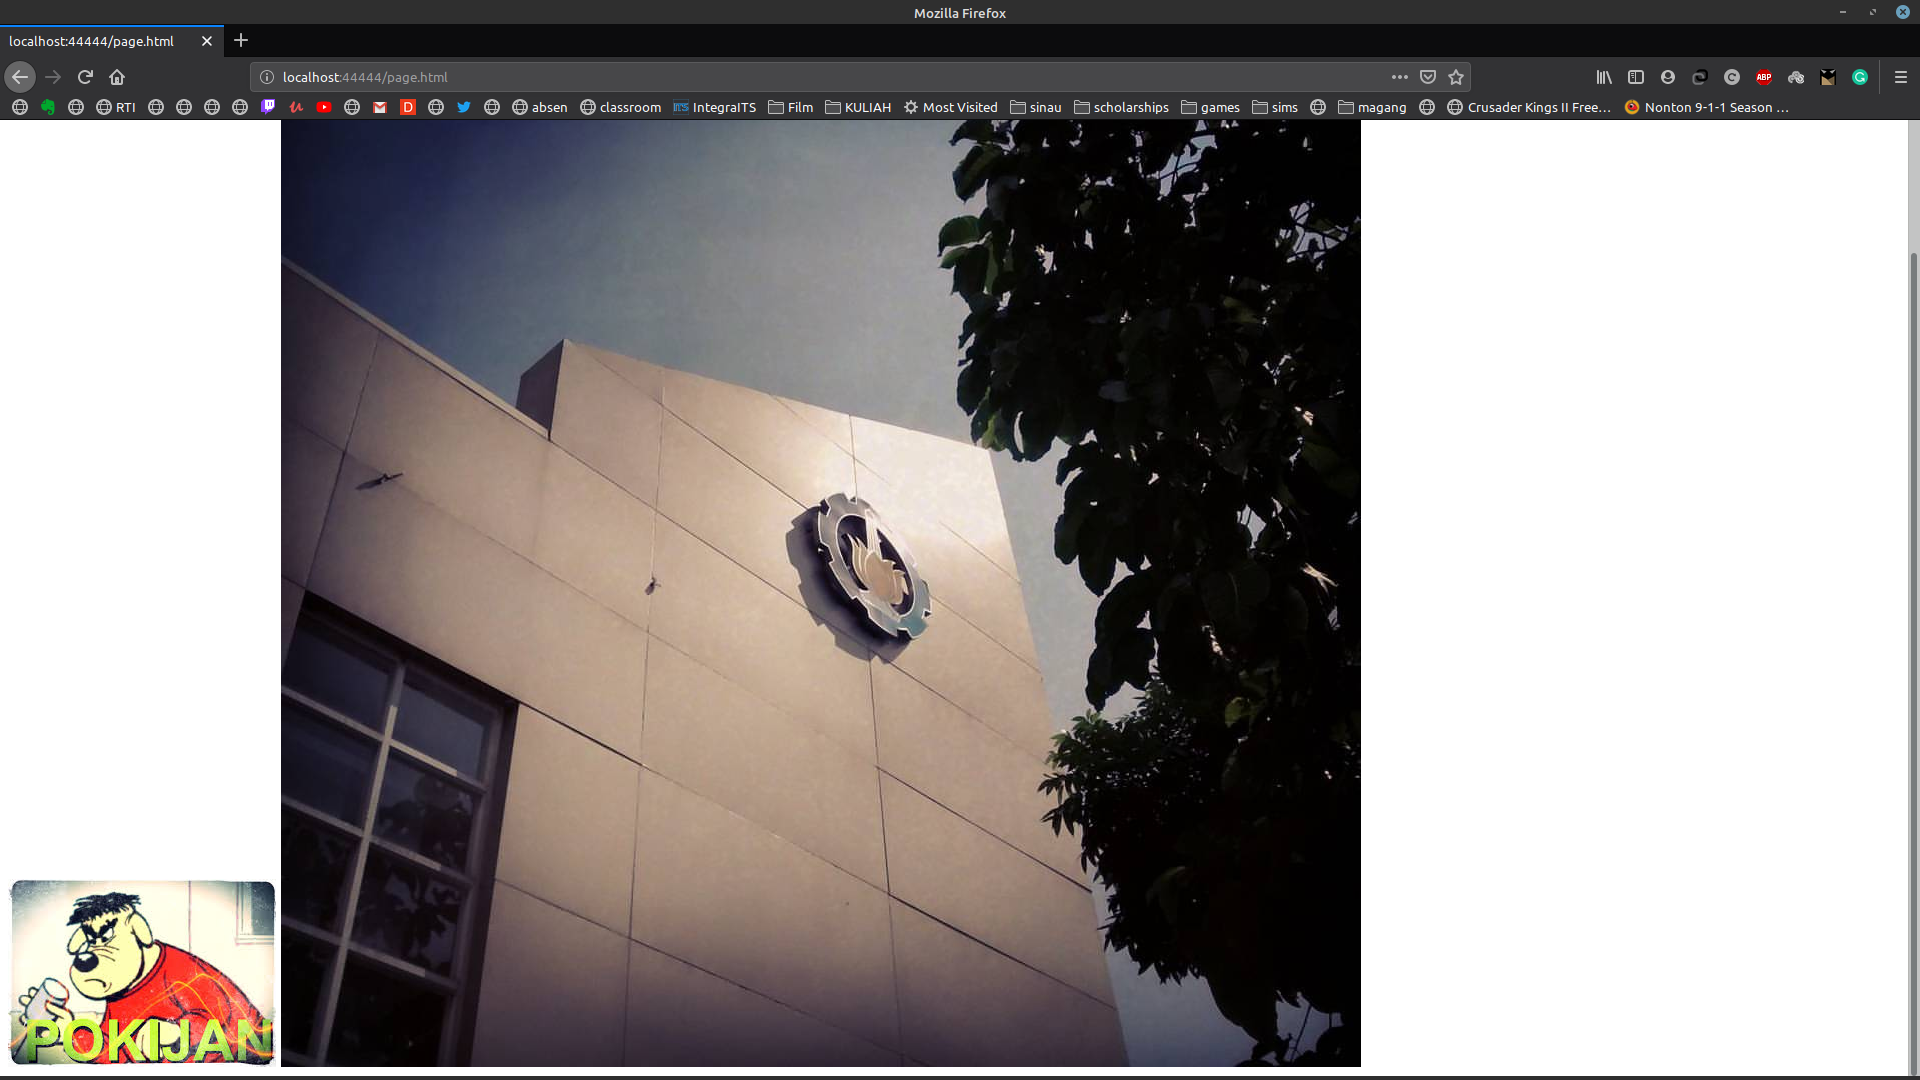 Mozilla Firefox
localhost:44444/page.html
localhost:44444/page.html
ABP
RTI absen classroom IntegraITS Film KULIAH Most Visited sinau scholarships games sims magang Crusader Kings II Free… Nonton 9-1-1 Season …
POKIJAN